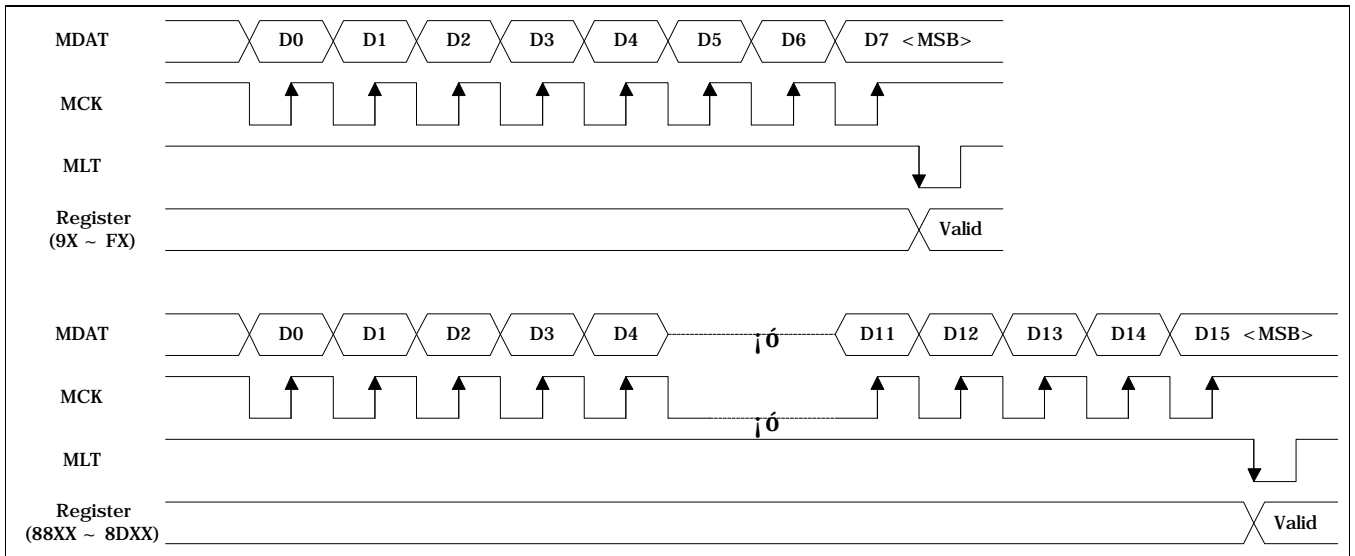 MDAT D0 D1 D2 D3 D4 D5 D6 D7 <MSB>
MCK
MLT
Register
(9X ~ FX)
Valid
MDAT D0 D1 D2 D3 D4 ¡ó D11 D12 D13 D14 D15 <MSB>
MCK ¡ó
MLT
Register
(88XX ~ 8DXX)
Valid